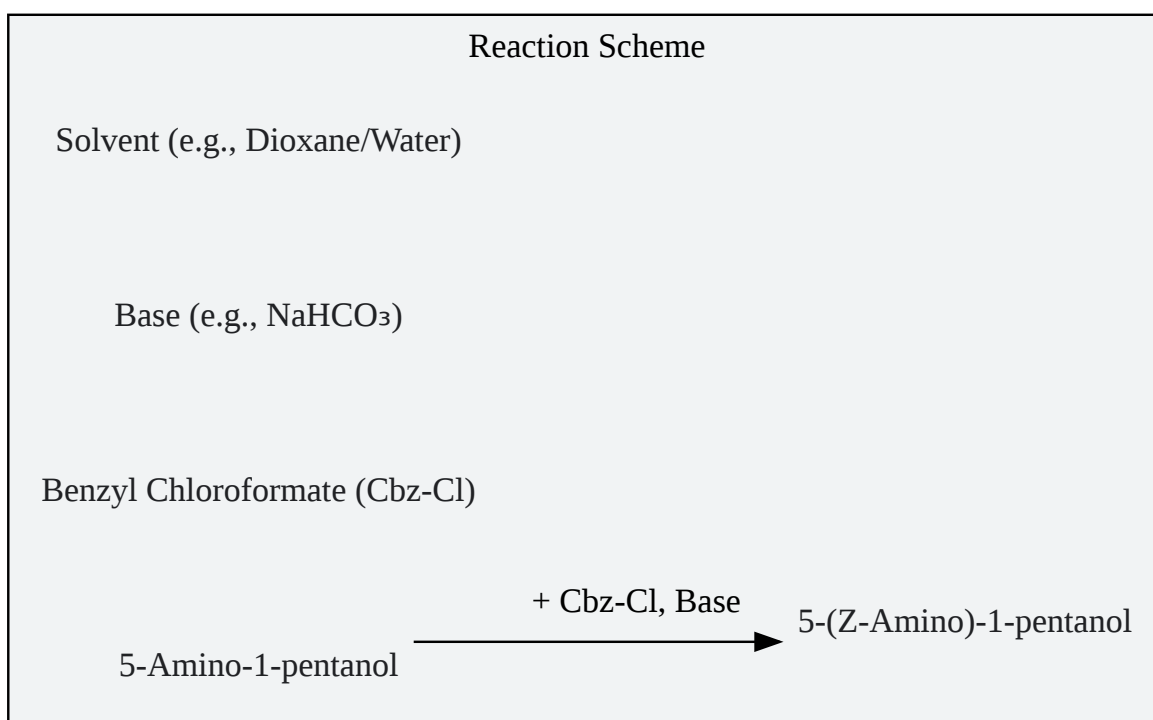 Reaction Scheme
Solvent (e.g., Dioxane/Water)
Base (e.g., NaHCO₃)
Benzyl Chloroformate (Cbz-Cl)
+ Cbz-Cl, Base
5-(Z-Amino)-1-pentanol
5-Amino-1-pentanol